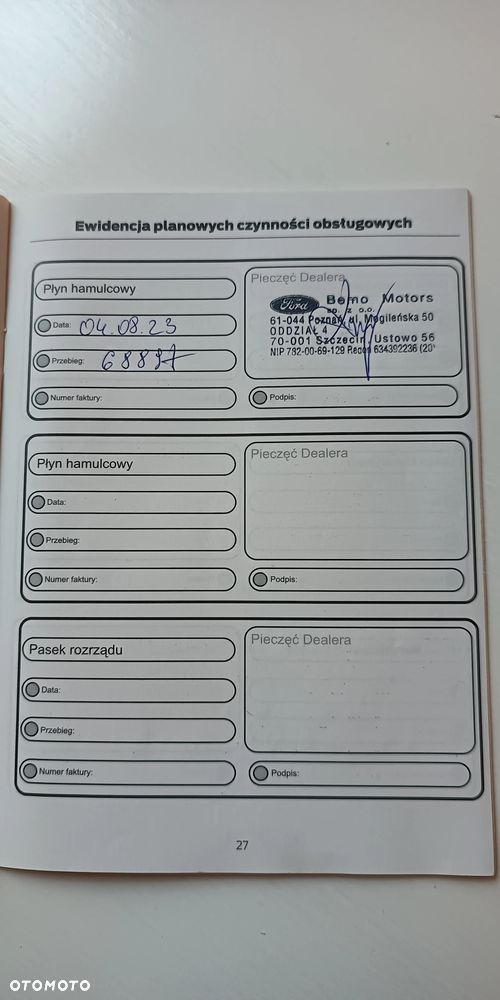 Ewidencja planowych czynności obsługowych
Płyn hamulcowy
Data: 04.08.23
Przebieg: 68897
Numer faktury:
Pieczęć Dealera
Ford
Bemo Motors
sp. z o.o.
61-044 Poznań, ul. Mogileńska 50
ODDZIAŁ 4
70-001 Szczecin, Ustowo 56
NIP 782-00-69-129 Regon 634392236 (20)
Podpis:
Płyn hamulcowy
Data:
Przebieg:
Numer faktury:
Pieczęć Dealera
Podpis:
Pasek rozrządu
Data:
Przebieg:
Numer faktury:
Pieczęć Dealera
Podpis:
27
OTOMOTO